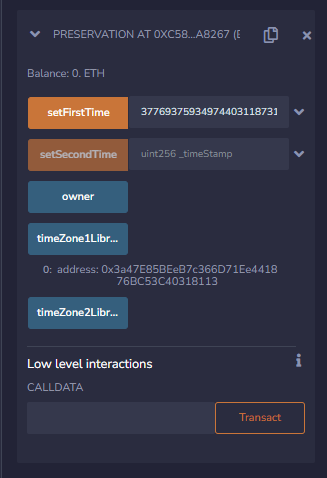 PRESERVATION AT 0XC58...A8267 (E
Balance: 0. ETH
setFirstTime 37769375934974403118731
setSecondTime uint256 _timeStamp
owner
timeZone1Libr...
0: address: 0x3a47E85BEeB7c366D71Ee4418
76BC53C40318113
timeZone2Libr...
Low level interactions
CALLDATA
Transact